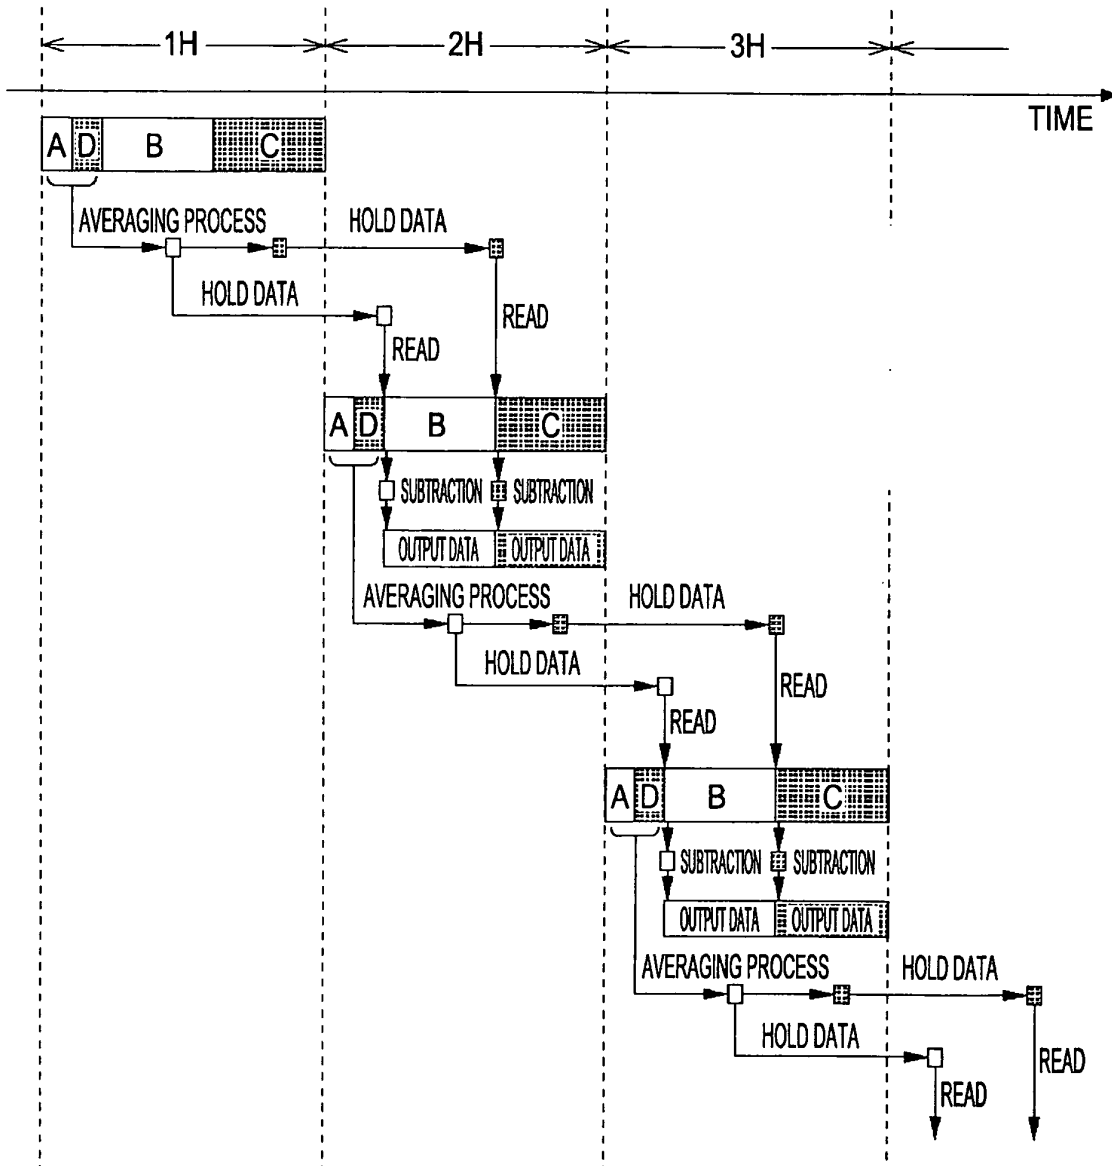 1H 2H 3H
TIME
A D B C
AVERAGING PROCESS HOLD DATA
HOLD DATA
READ
READ
A D B C
SUBTRACTION SUBTRACTION
OUTPUT DATA OUTPUT DATA
AVERAGING PROCESS HOLD DATA
HOLD DATA
READ
READ
A D B C
SUBTRACTION SUBTRACTION
OUTPUT DATA OUTPUT DATA
AVERAGING PROCESS HOLD DATA
HOLD DATA
READ
READ